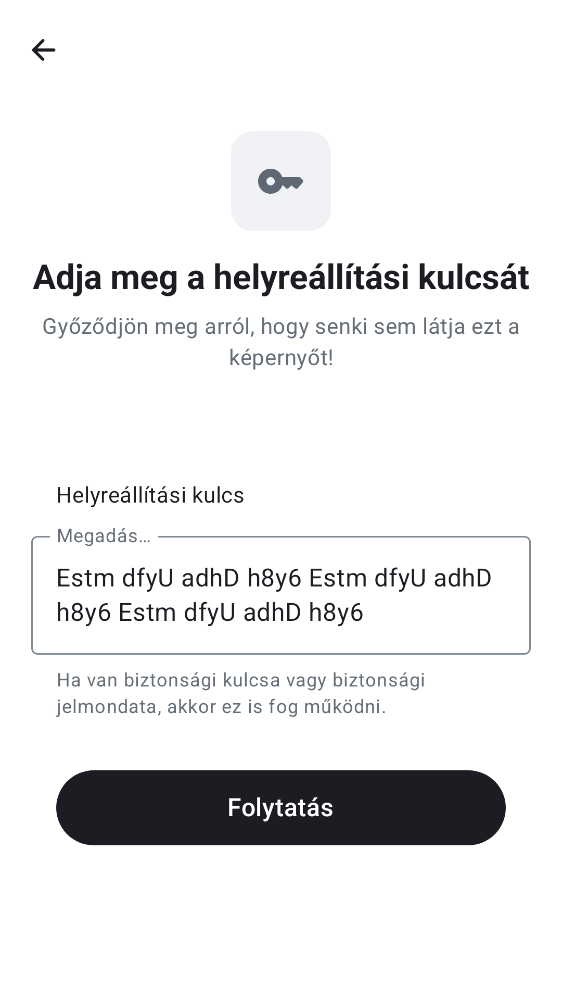 Adja meg a helyreállítási kulcsát
Győződjön meg arról, hogy senki sem látja ezt a
képernyőt!
Helyreállítási kulcs
Megadás…
Estm dfyU adhD h8y6 Estm dfyU adhD
h8y6 Estm dfyU adhD h8y6
Ha van biztonsági kulcsa vagy biztonsági
jelmondata, akkor ez is fog működni.
Folytatás